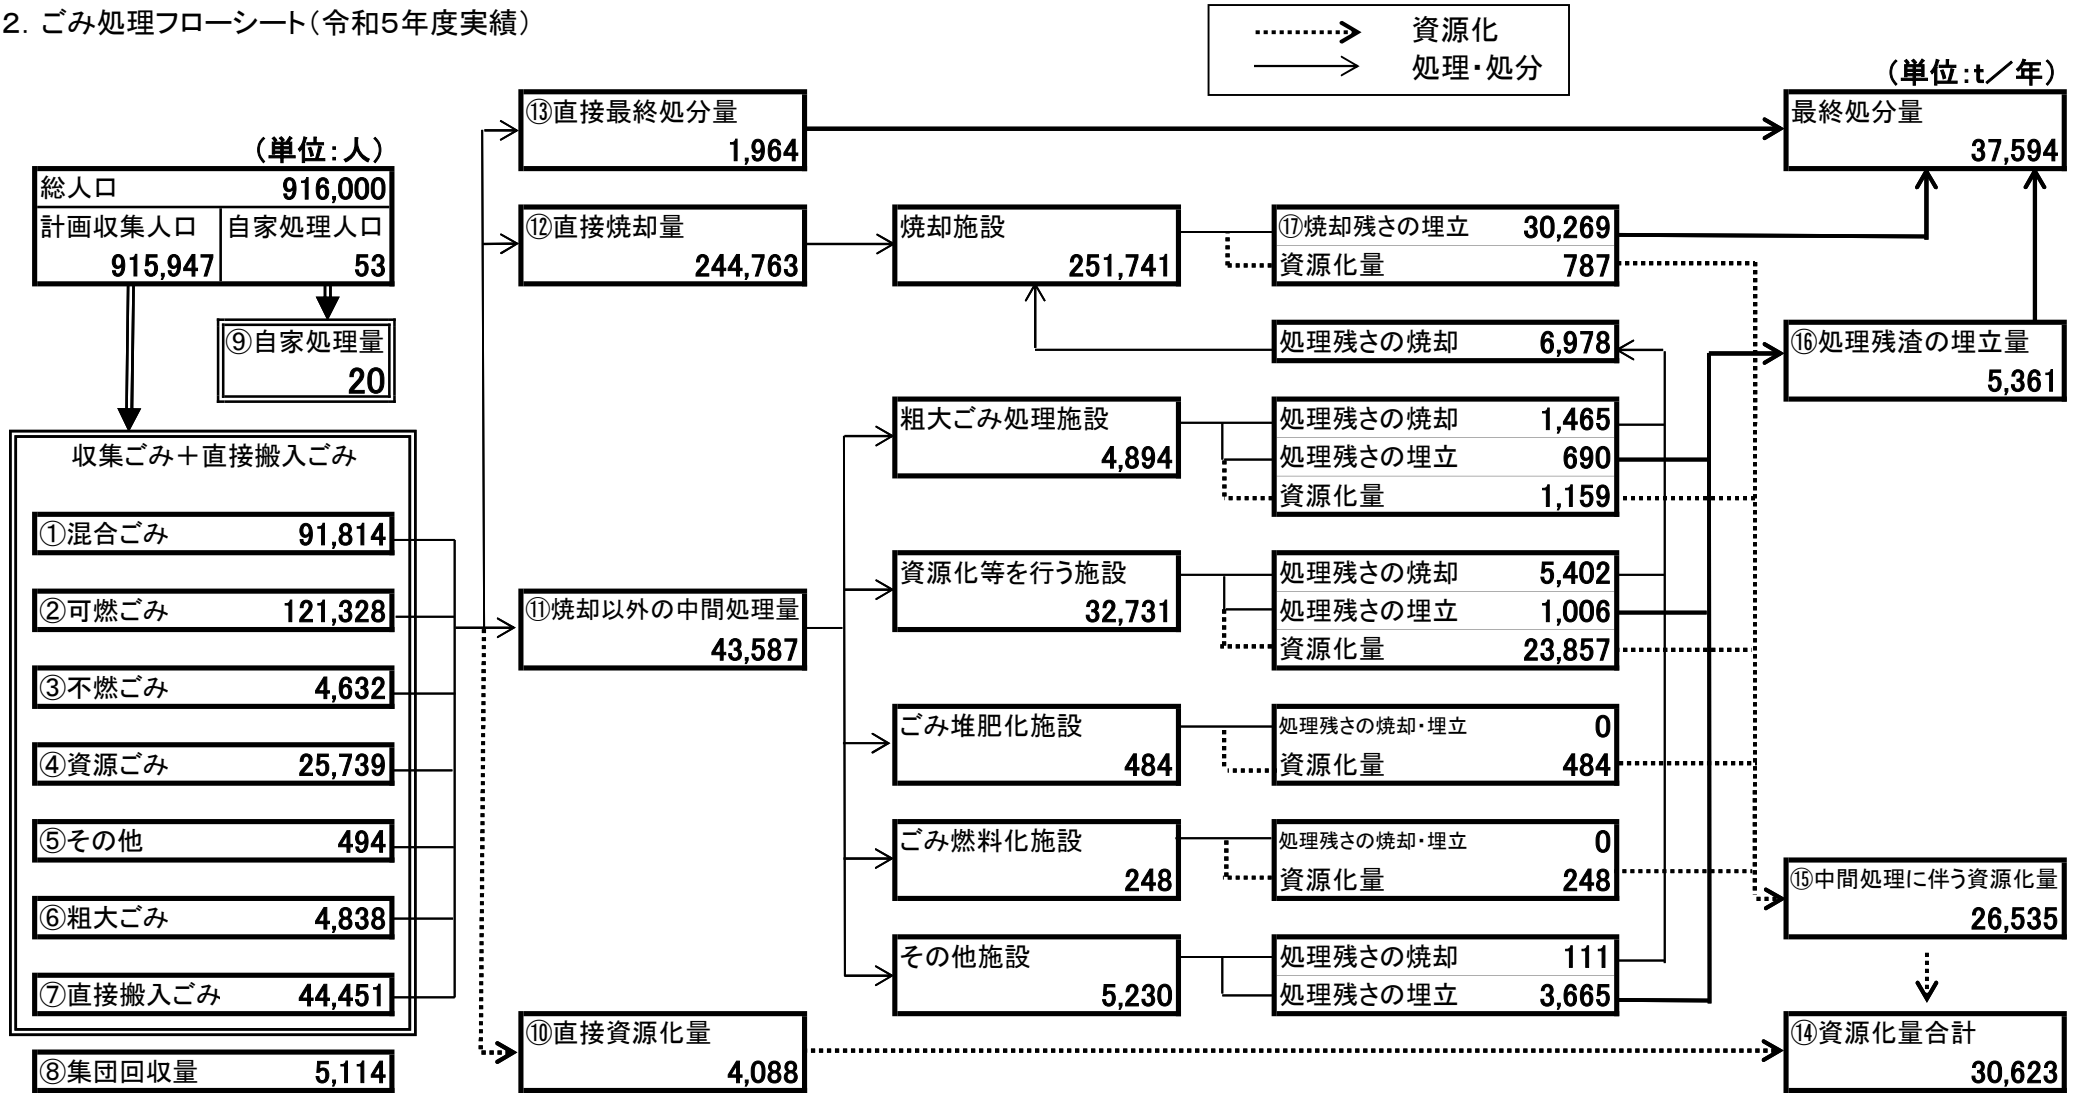 2. ごみ処理フローシート(令和5年度実績)
資源化
処理・処分
(単位:t/年)
(単位:人)
総人口 916,000
計画収集人口 自家処理人口
915,947 53
⑨自家処理量
20
収集ごみ+直接搬入ごみ
①混合ごみ 91,814
②可燃ごみ 121,328
③不燃ごみ 4,632
④資源ごみ 25,739
⑤その他 494
⑥粗大ごみ 4,838
⑦直接搬入ごみ 44,451
⑧集団回収量 5,114
⑬直接最終処分量
1,964
⑫直接焼却量
244,763
⑪焼却以外の中間処理量
43,587
⑩直接資源化量
4,088
焼却施設
251,741
粗大ごみ処理施設
4,894
資源化等を行う施設
32,731
ごみ堆肥化施設
484
ごみ燃料化施設
248
その他施設
5,230
⑰焼却残さの埋立 30,269
資源化量 787
処理残さの焼却 6,978
処理残さの焼却 1,465
処理残さの埋立 690
資源化量 1,159
処理残さの焼却 5,402
処理残さの埋立 1,006
資源化量 23,857
処理残さの焼却・埋立 0
資源化量 484
処理残さの焼却・埋立 0
資源化量 248
処理残さの焼却 111
処理残さの埋立 3,665
最終処分量
37,594
⑯処理残渣の埋立量
5,361
⑮中間処理に伴う資源化量
26,535
⑭資源化量合計
30,623